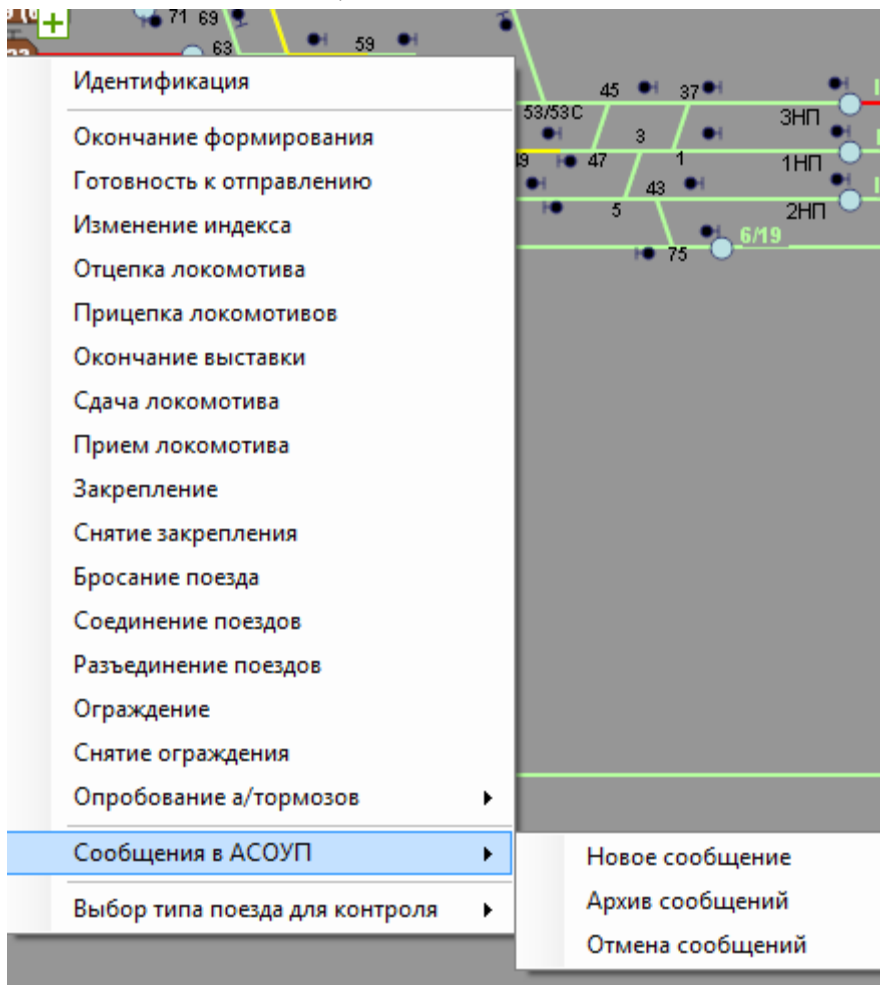 71 69
63
59
45 37
53/53С
3НП
3
47 1 1НП
43
5 2НП
6/19
75
Идентификация
Окончание формирования
Готовность к отправлению
Изменение индекса
Отцепка локомотива
Прицепка локомотивов
Окончание выставки
Сдача локомотива
Прием локомотива
Закрепление
Снятие закрепления
Бросание поезда
Соединение поездов
Разъединение поездов
Ограждение
Снятие ограждения
Опробование а/тормозов
Сообщения в АСОУП
Выбор типа поезда для контроля
Новое сообщение
Архив сообщений
Отмена сообщений